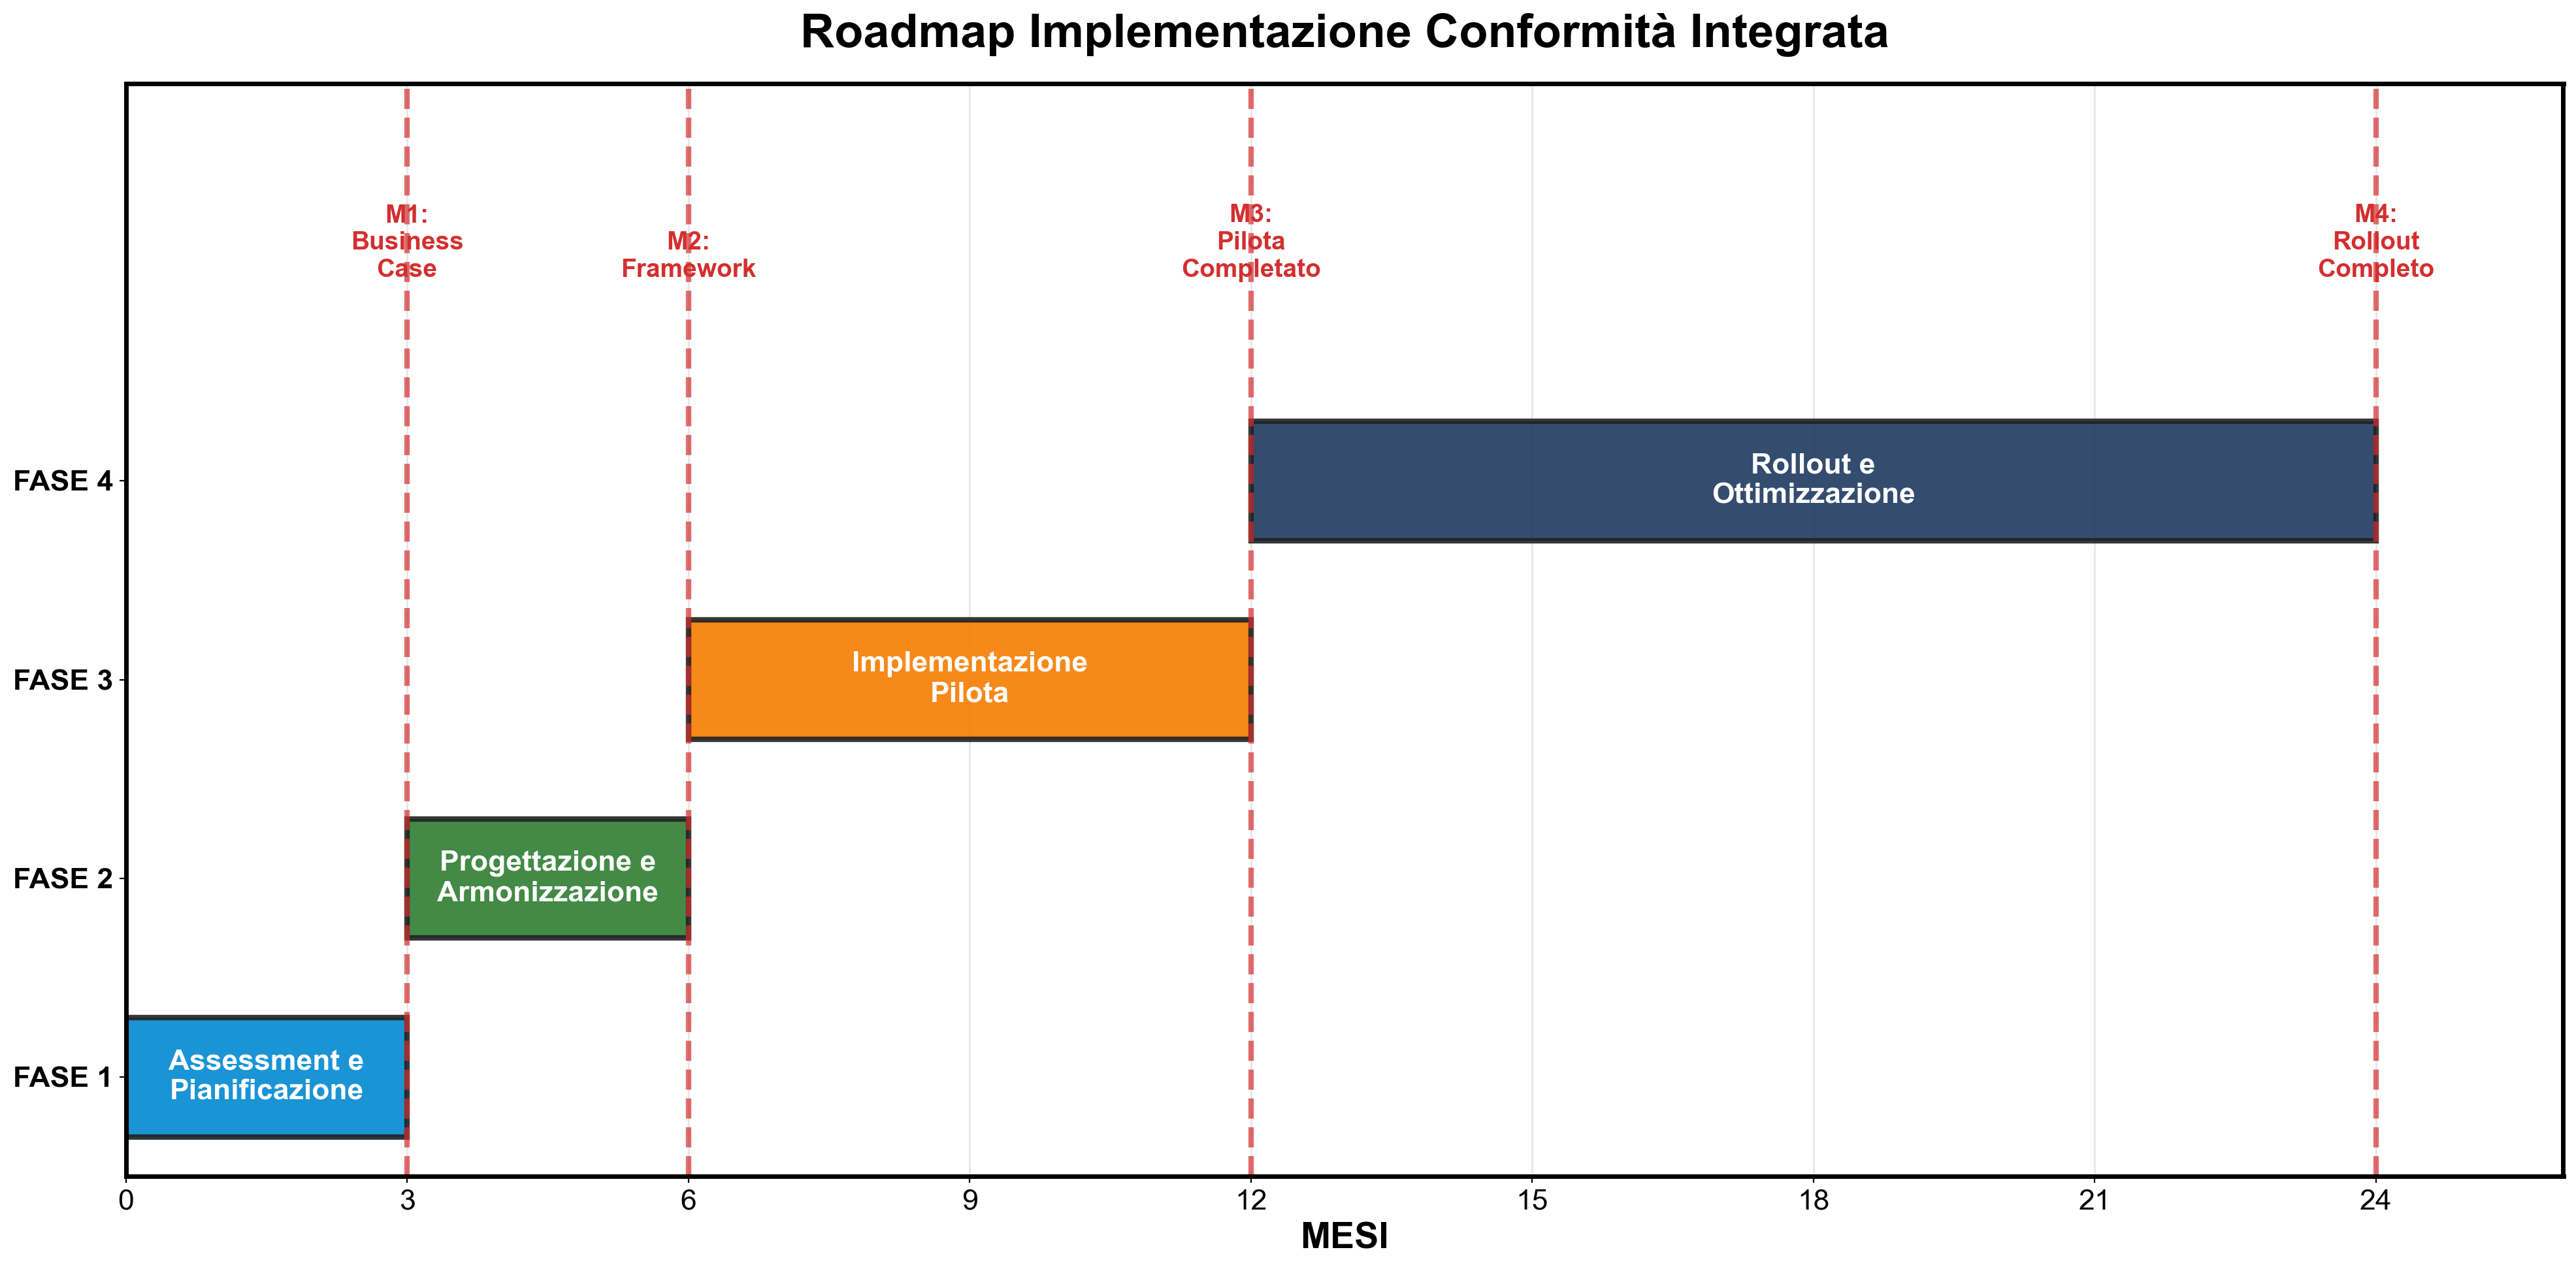 Roadmap Implementazione Conformità Integrata
M1:
Business
Case
M2:
Framework
M3:
Pilota
Completato
M4:
Rollout
Completo
FASE 4
Rollout e
Ottimizzazione
FASE 3
Implementazione
Pilota
FASE 2
Progettazione e
Armonizzazione
FASE 1
Assessment e
Pianificazione
0 3 6 9 12 15 18 21 24
MESI